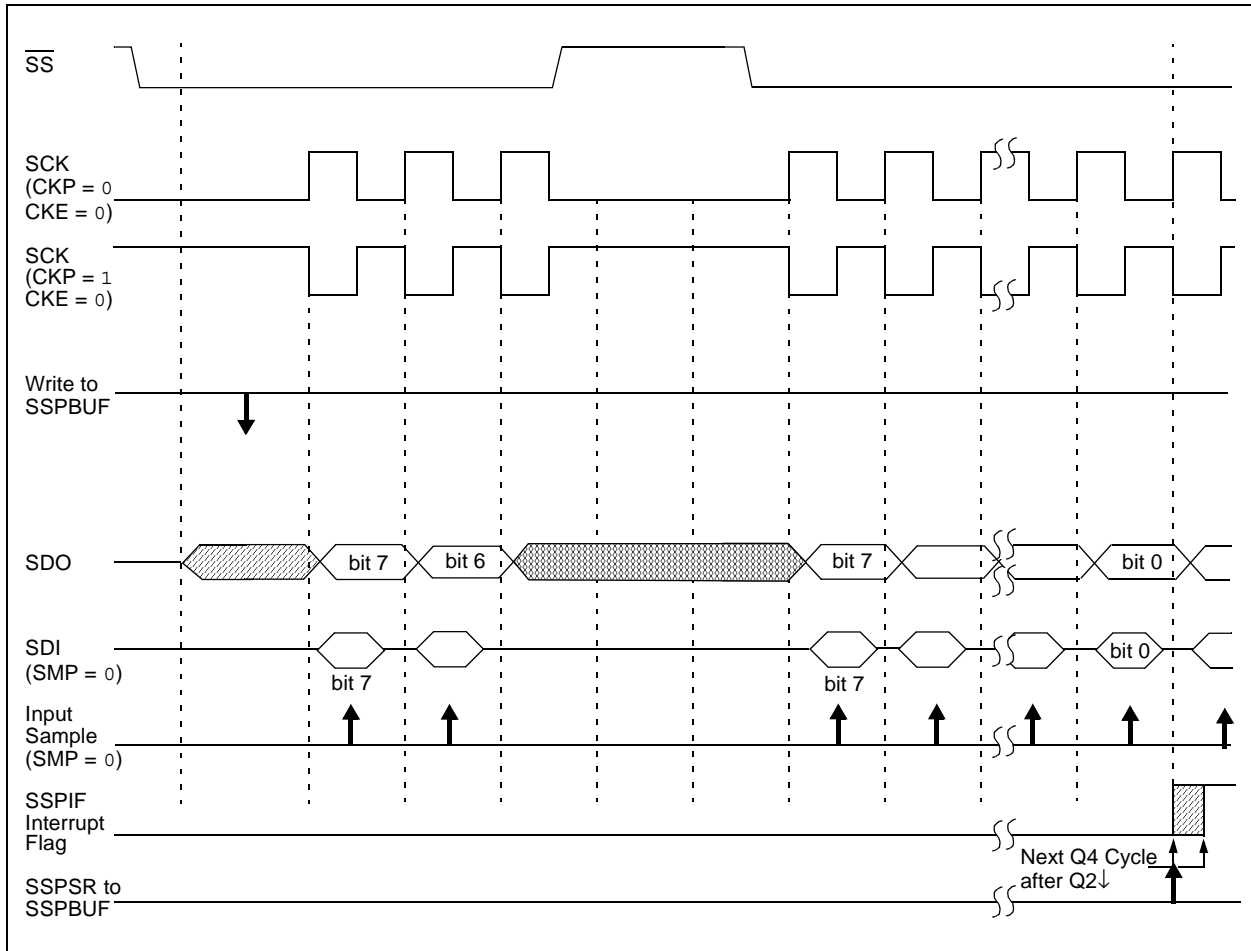 SS
SCK
(CKP = 0
CKE = 0)
SCK
(CKP = 1
CKE = 0)
Write to
SSPBUF
SDO
bit 7
bit 6
bit 7
bit 0
SDI
(SMP = 0)
bit 7
bit 7
bit 0
Input
Sample
(SMP = 0)
SSPIF
Interrupt
Flag
Next Q4 Cycle
after Q2↓
SSPSR to
SSPBUF